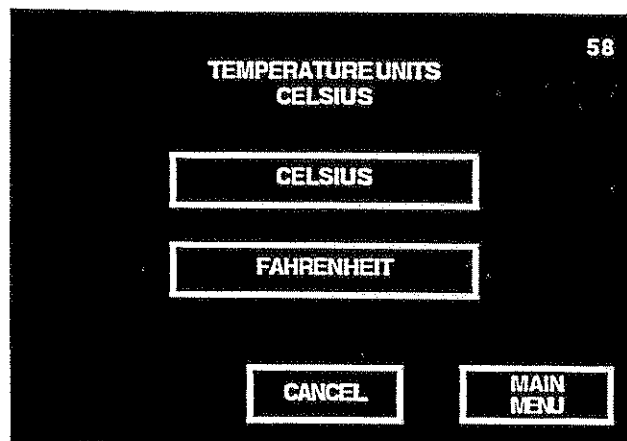 58
TEMPERATURE UNITS
CELSIUS
CELSIUS
FAHRENHEIT
CANCEL
MAIN
MENU